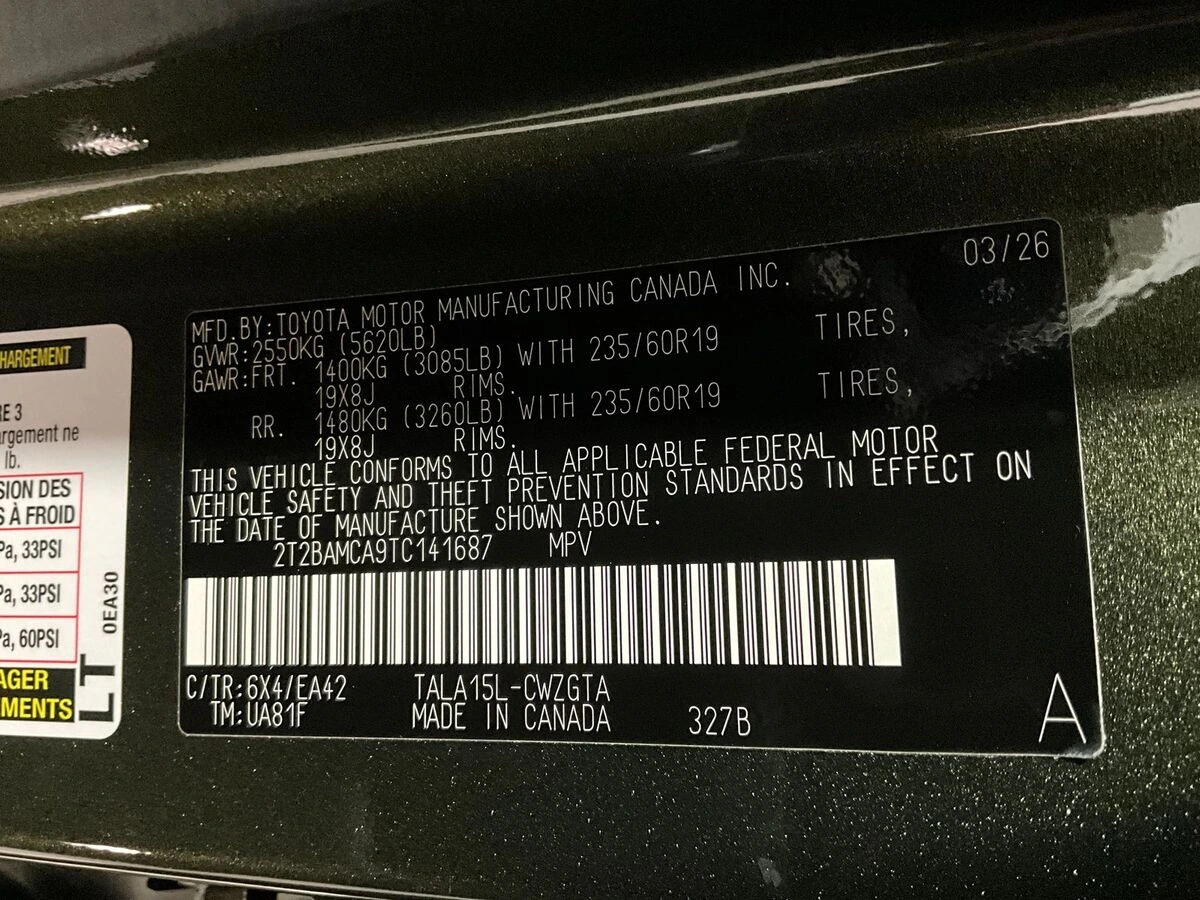 03/26
MFD.BY:TOYOTA MOTOR MANUFACTURING CANADA INC.
GVWR:2550KG (5620LB)
GAWR:FRT. 1400KG (3085LB) WITH 235/60R19 TIRES,
19X8J RIMS.
RR. 1480KG (3260LB) WITH 235/60R19 TIRES,
19X8J RIMS.
THIS VEHICLE CONFORMS TO ALL APPLICABLE FEDERAL MOTOR
VEHICLE SAFETY AND THEFT PREVENTION STANDARDS IN EFFECT ON
THE DATE OF MANUFACTURE SHOWN ABOVE.
2T2BAMCA9TC141687 MPV
C/TR:6X4/EA42 TALA15L-CWZGTA
TM:UA81F MADE IN CANADA 327B
A
HARGEMENT
RE 3
argement ne
lb.
SION DES
S À FROID
Pa, 33PSI
Pa, 33PSI
Pa, 60PSI
AGER
MENTS
0EA30
LT